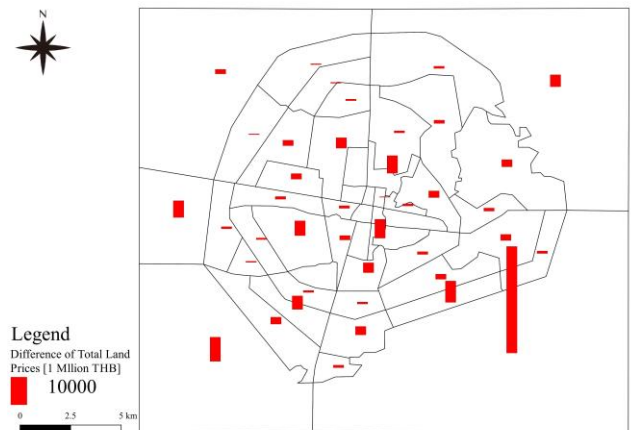 Legend
Difference of Total Land
Prices [1 Mllion THB]
10000
0 2.5 5 km